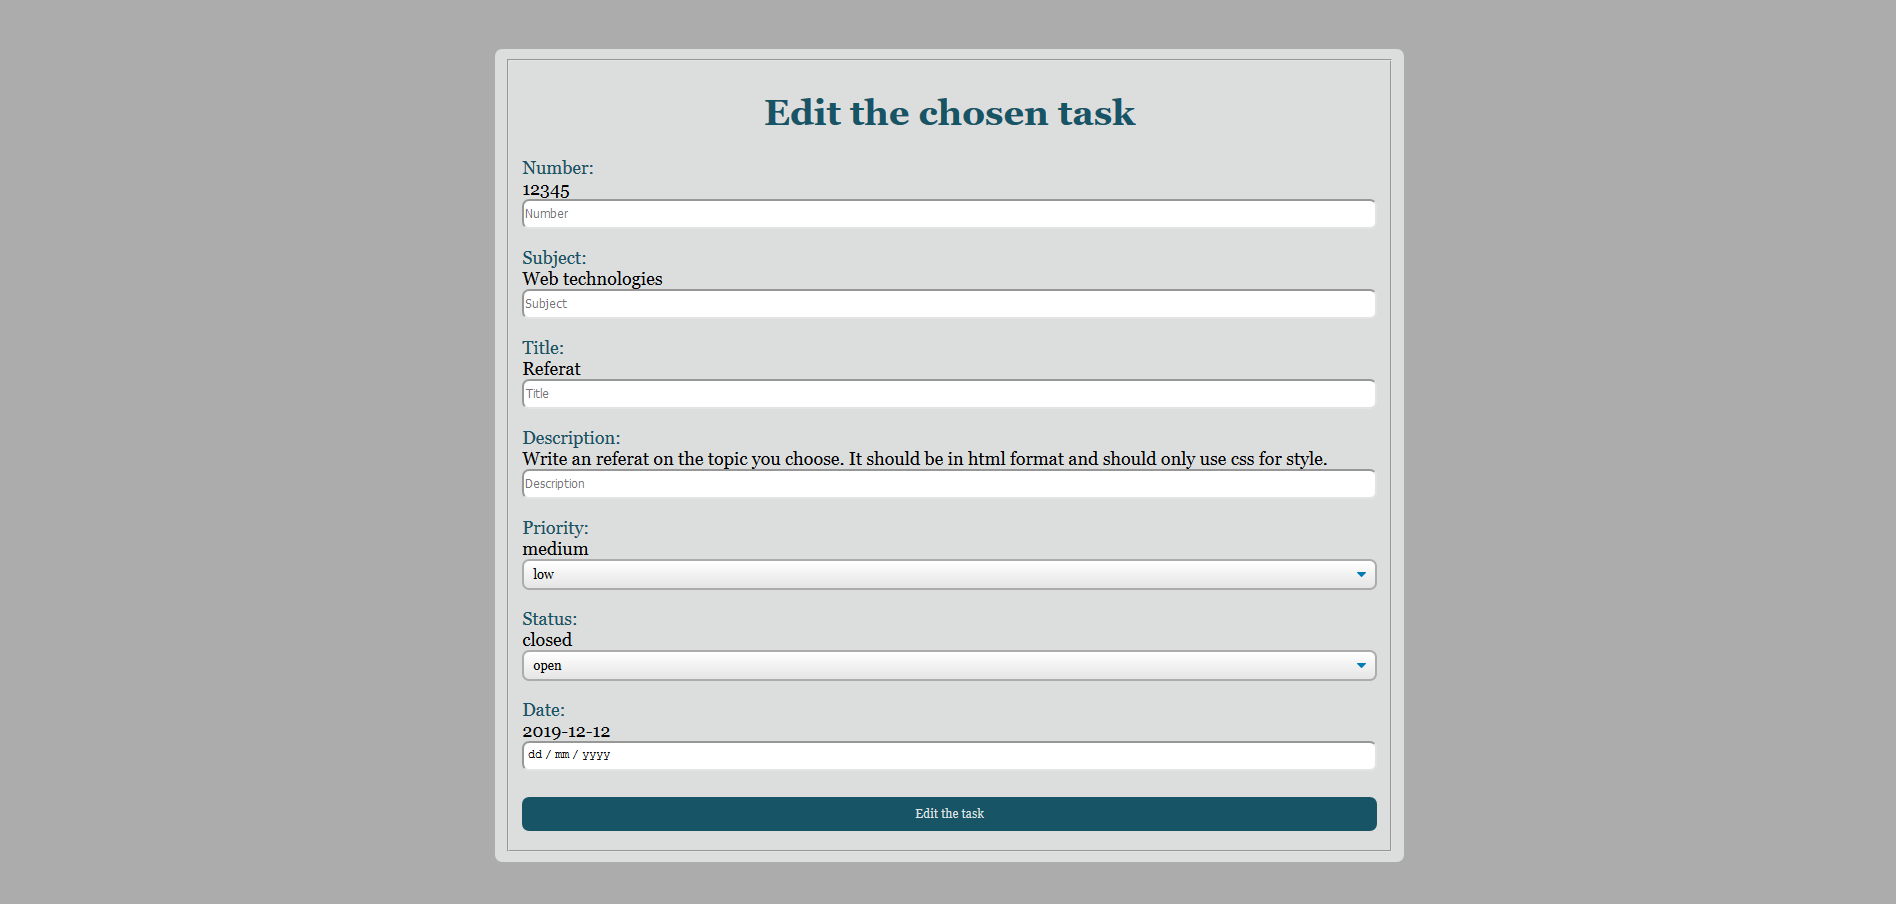 Edit the chosen task
Number:
12345
Number
Subject:
Web technologies
Subject
Title:
Referat
Title
Description:
Write an referat on the topic you choose. It should be in html format and should only use css for style.
Description
Priority:
medium
low
Status:
closed
open
Date:
2019-12-12
dd / mm / yyyy
Edit the task